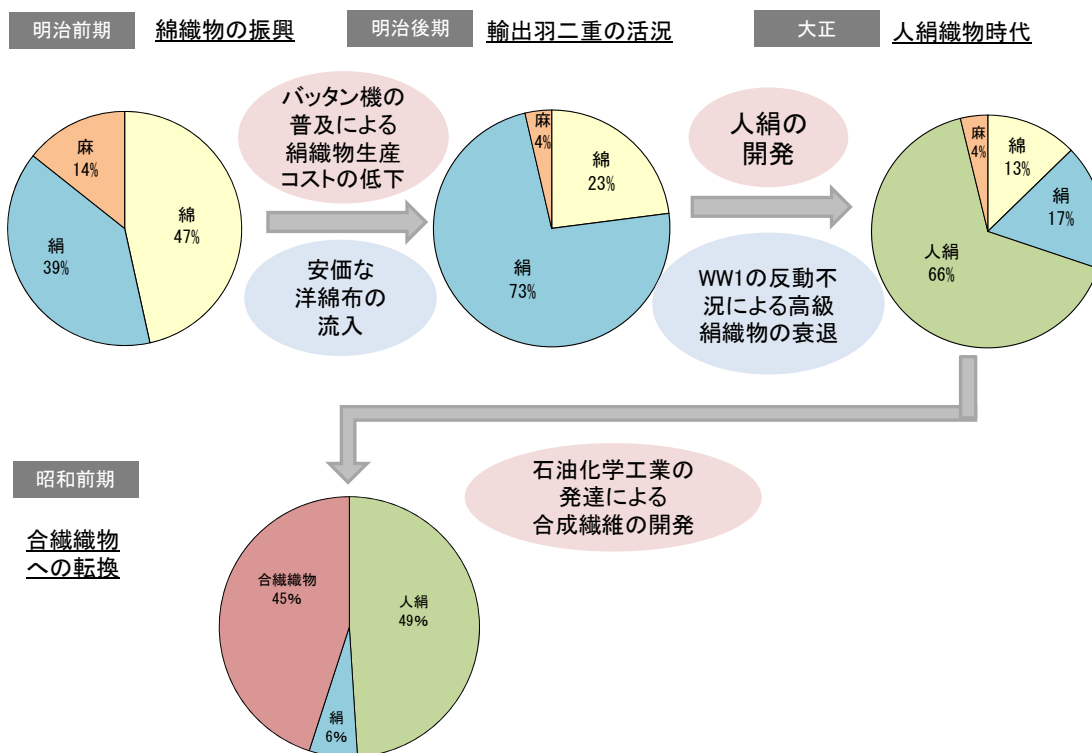 明治前期
綿織物の振興
明治後期
輸出羽二重の活況
大正
人絹織物時代
麻
14%
綿
47%
絹
39%
バッタン機の
普及による
絹織物生産
コストの低下
安価な
洋綿布の
流入
麻
4%
綿
23%
絹
73%
人絹の
開発
WW1の反動不
況による高級
絹織物の衰退
麻
4%
綿
13%
絹
17%
人絹
66%
昭和前期
合繊織物
への転換
石油化学工業の
発達による
合成繊維の開発
合繊織物
45%
人絹
49%
絹
6%